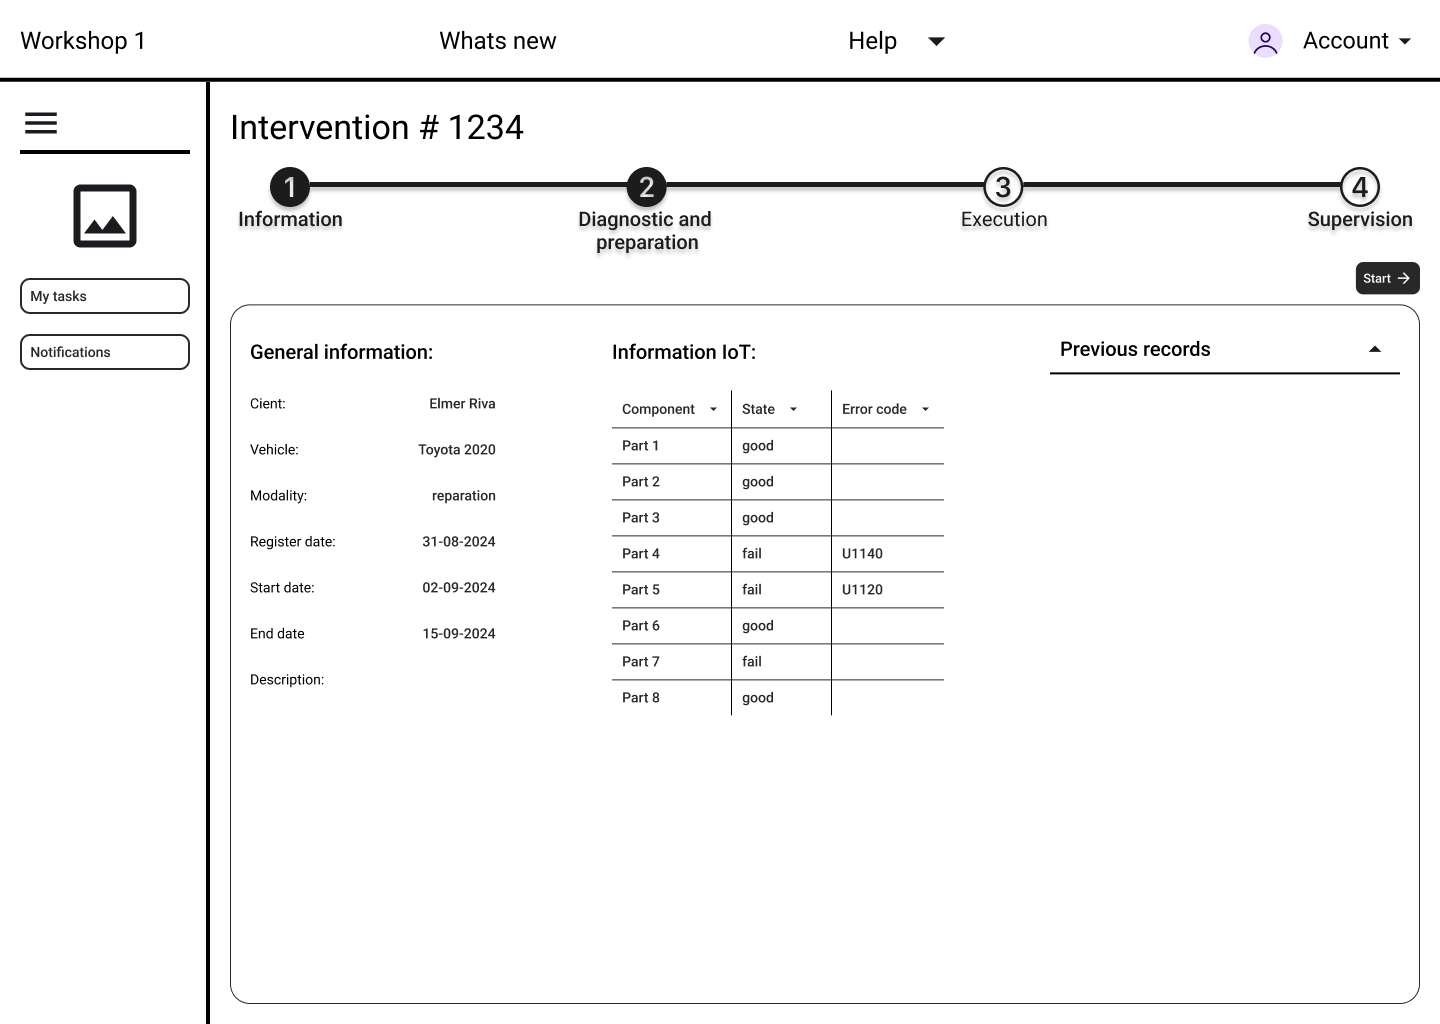 Workshop 1
Whats new
Help
Account
Intervention # 1234
1
2
3
4
Information
Diagnostic and
preparation
Execution
Supervision
Start
My tasks
Notifications
General information:
Cient: Elmer Riva
Vehicle: Toyota 2020
Modality: reparation
Register date: 31-08-2024
Start date: 02-09-2024
End date 15-09-2024
Description:
Information IoT:
Component State Error code
Part 1 good
Part 2 good
Part 3 good
Part 4 fail U1140
Part 5 fail U1120
Part 6 good
Part 7 fail
Part 8 good
Previous records